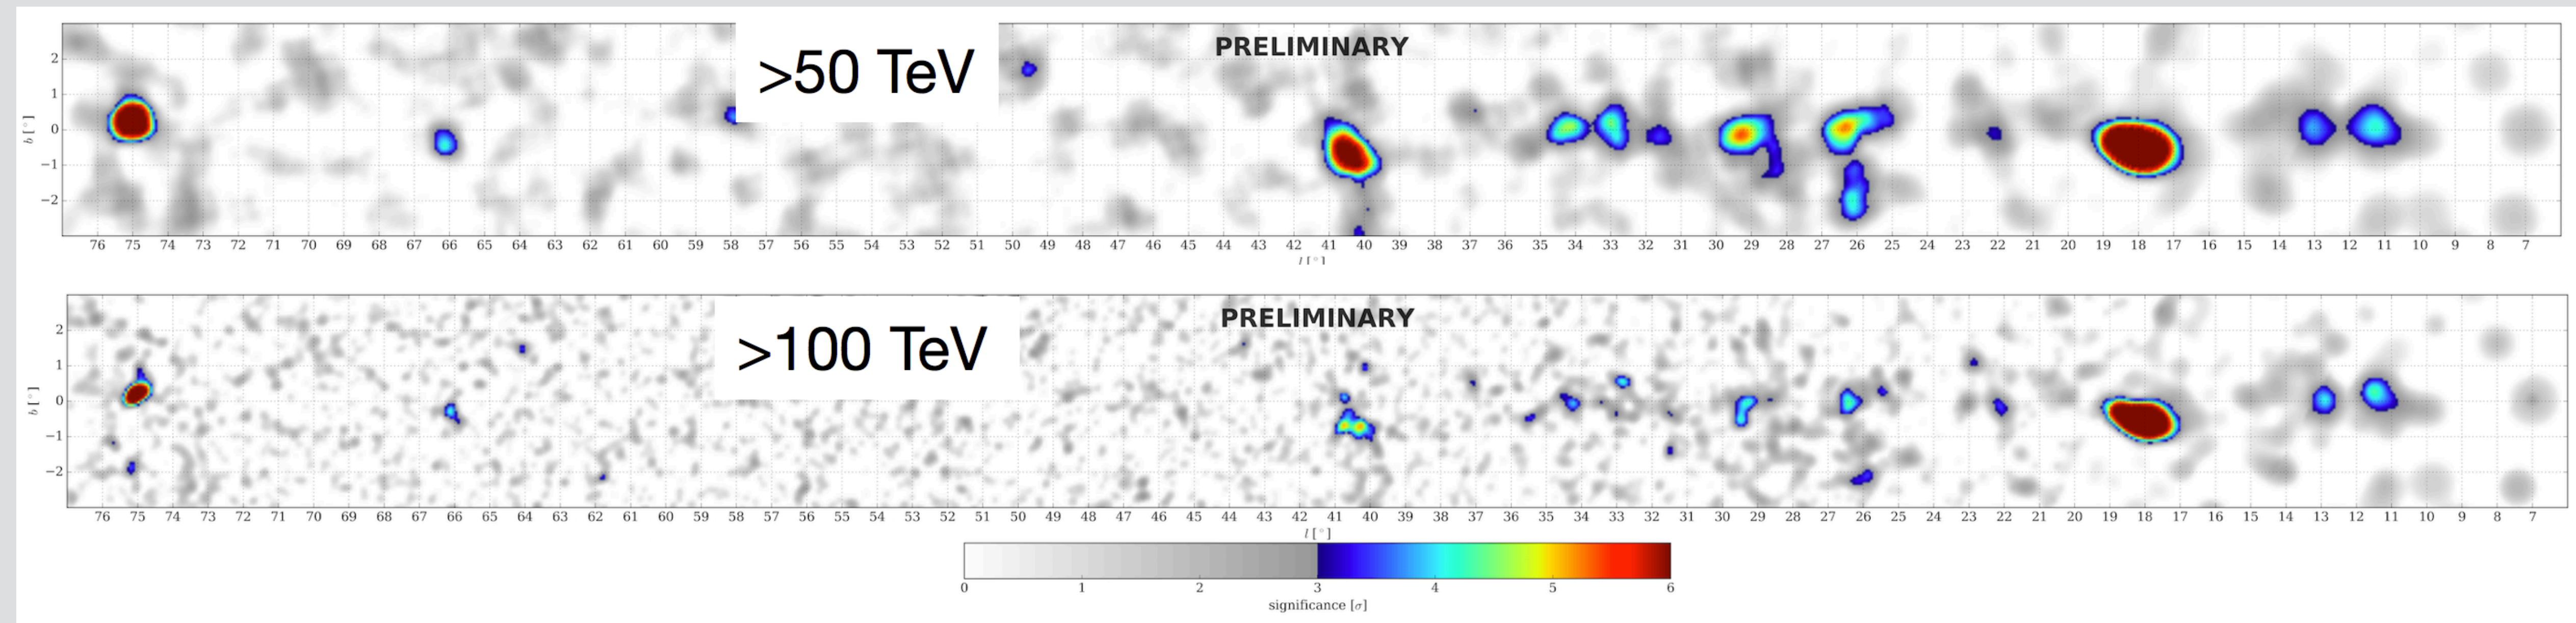 PRELIMINARY
>50 TeV
2
1
0
−1
−2
b [°]
76 75 74 73 72 71 70 69 68 67 66 65 64 63 62 61 60 59 58 57 56 55 54 53 52 51 50 49 48 47 46 45 44 43 42 41 40 39 38 37 36 35 34 33 32 31 30 29 28 27 26 25 24 23 22 21 20 19 18 17 16 15 14 13 12 11 10 9 8 7
l [°]
PRELIMINARY
>100 TeV
2
1
0
−1
−2
b [°]
76 75 74 73 72 71 70 69 68 67 66 65 64 63 62 61 60 59 58 57 56 55 54 53 52 51 50 49 48 47 46 45 44 43 42 41 40 39 38 37 36 35 34 33 32 31 30 29 28 27 26 25 24 23 22 21 20 19 18 17 16 15 14 13 12 11 10 9 8 7
l [°]
0 1 2 3 4 5 6
significance [σ]